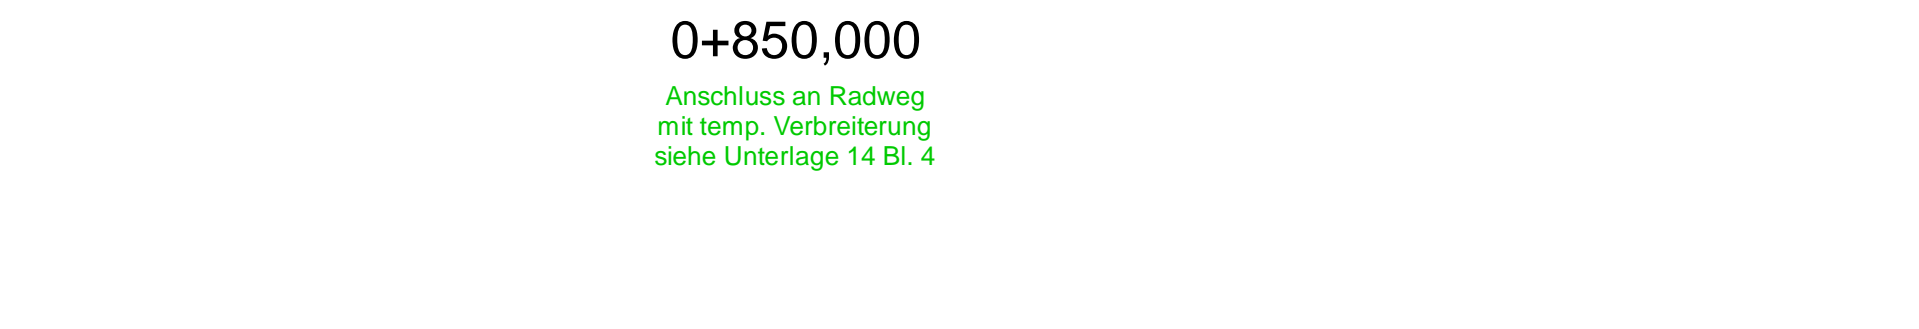 0+850,000
Anschluss an Radweg
mit temp. Verbreiterung
siehe Unterlage 14 Bl. 4